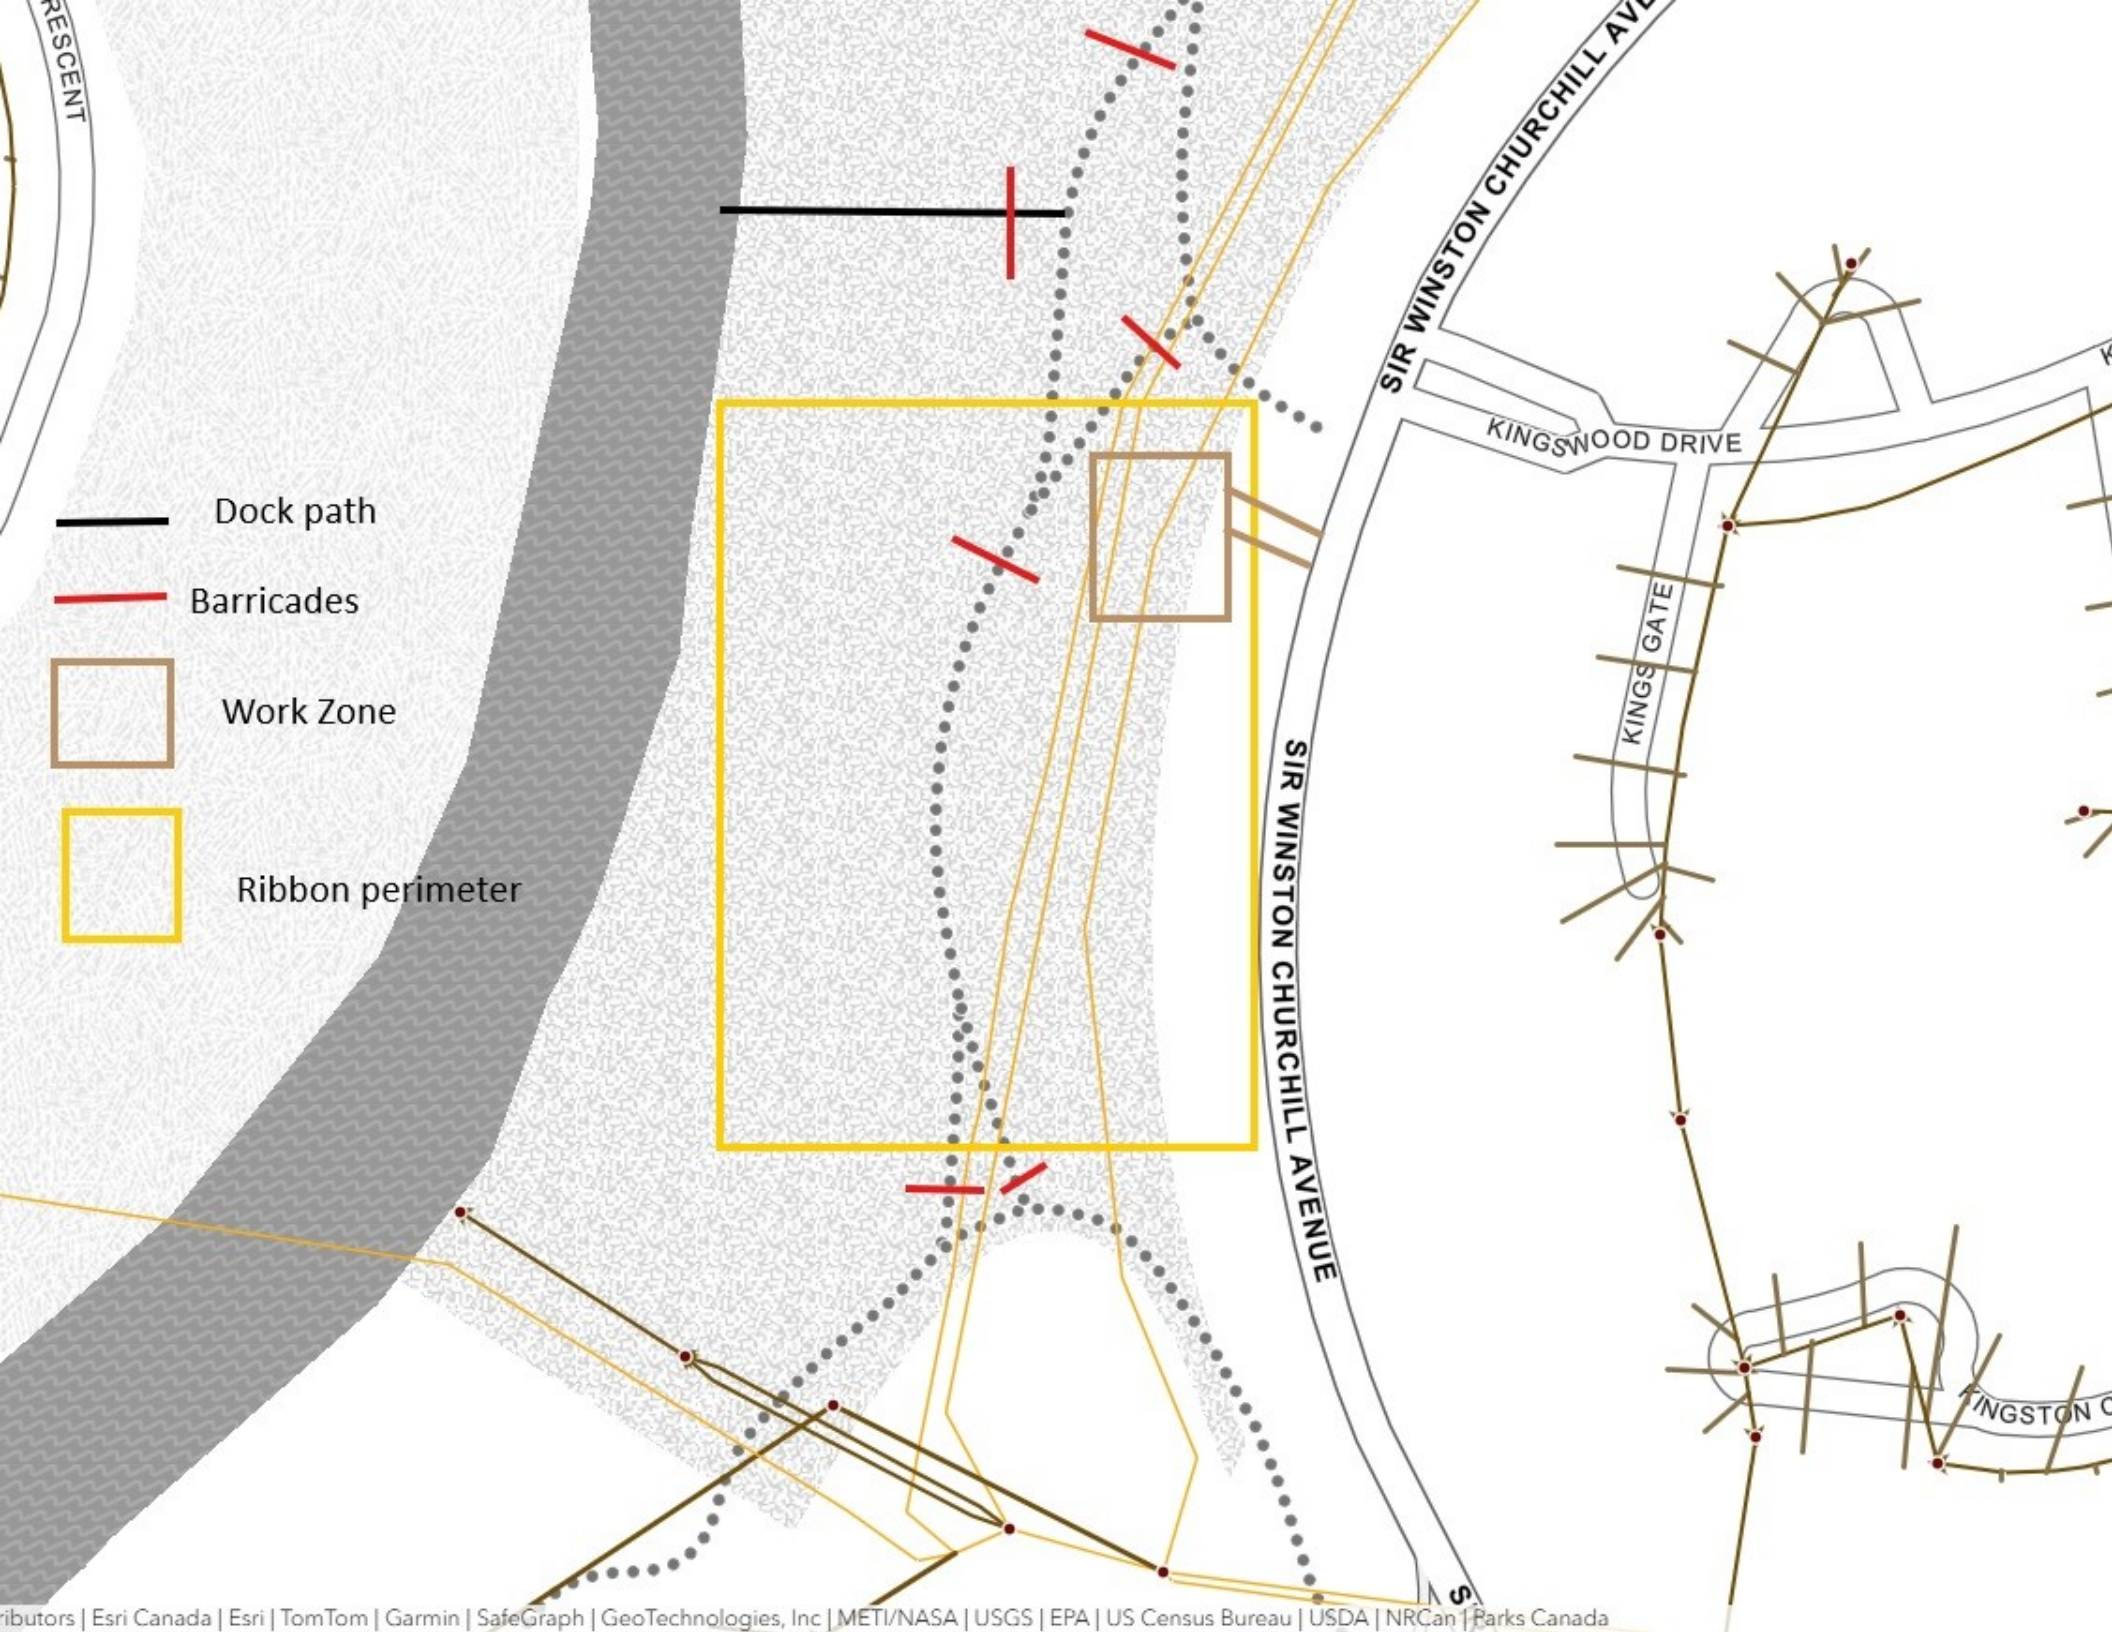 RESCENT
SIR WINSTON CHURCHILL AVE
KINGSWOOD DRIVE
K
Dock path
Barricades
KINGS GATE
Work Zone
SIR WINSTON CHURCHILL AVENUE
Ribbon perimeter
KINGSTON C
S
ributors | Esri Canada | Esri | TomTom | Garmin | SafeGraph | GeoTechnologies, Inc | METI/NASA | USGS | EPA | US Census Bureau | USDA | NRCan | Parks Canada